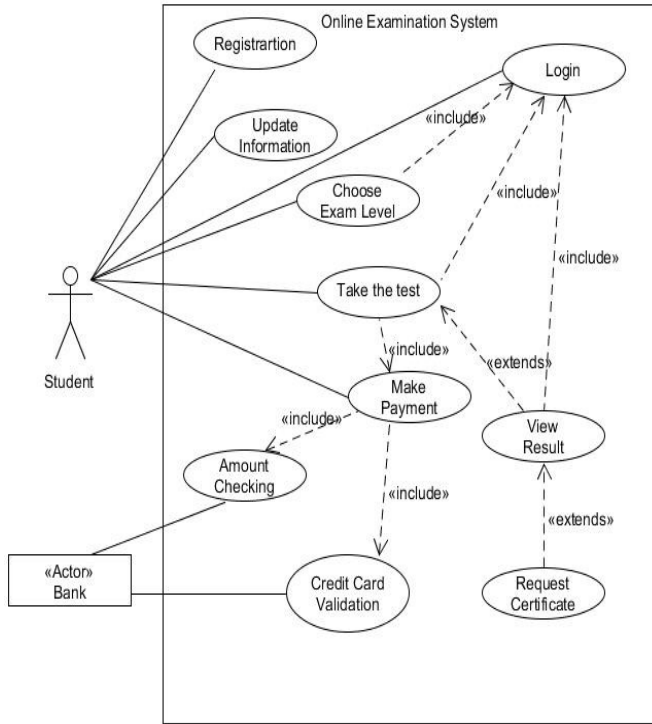 Online Examination System
Registrartion
Login
«include»
Update
Information
Choose
Exam Level
«include»
«include»
Take the test
Student
«include»
«extends»
Make
Payment
«include»
View
Result
Amount
Checking
«include»
«extends»
«Actor»
Bank
Credit Card
Validation
Request
Certificate